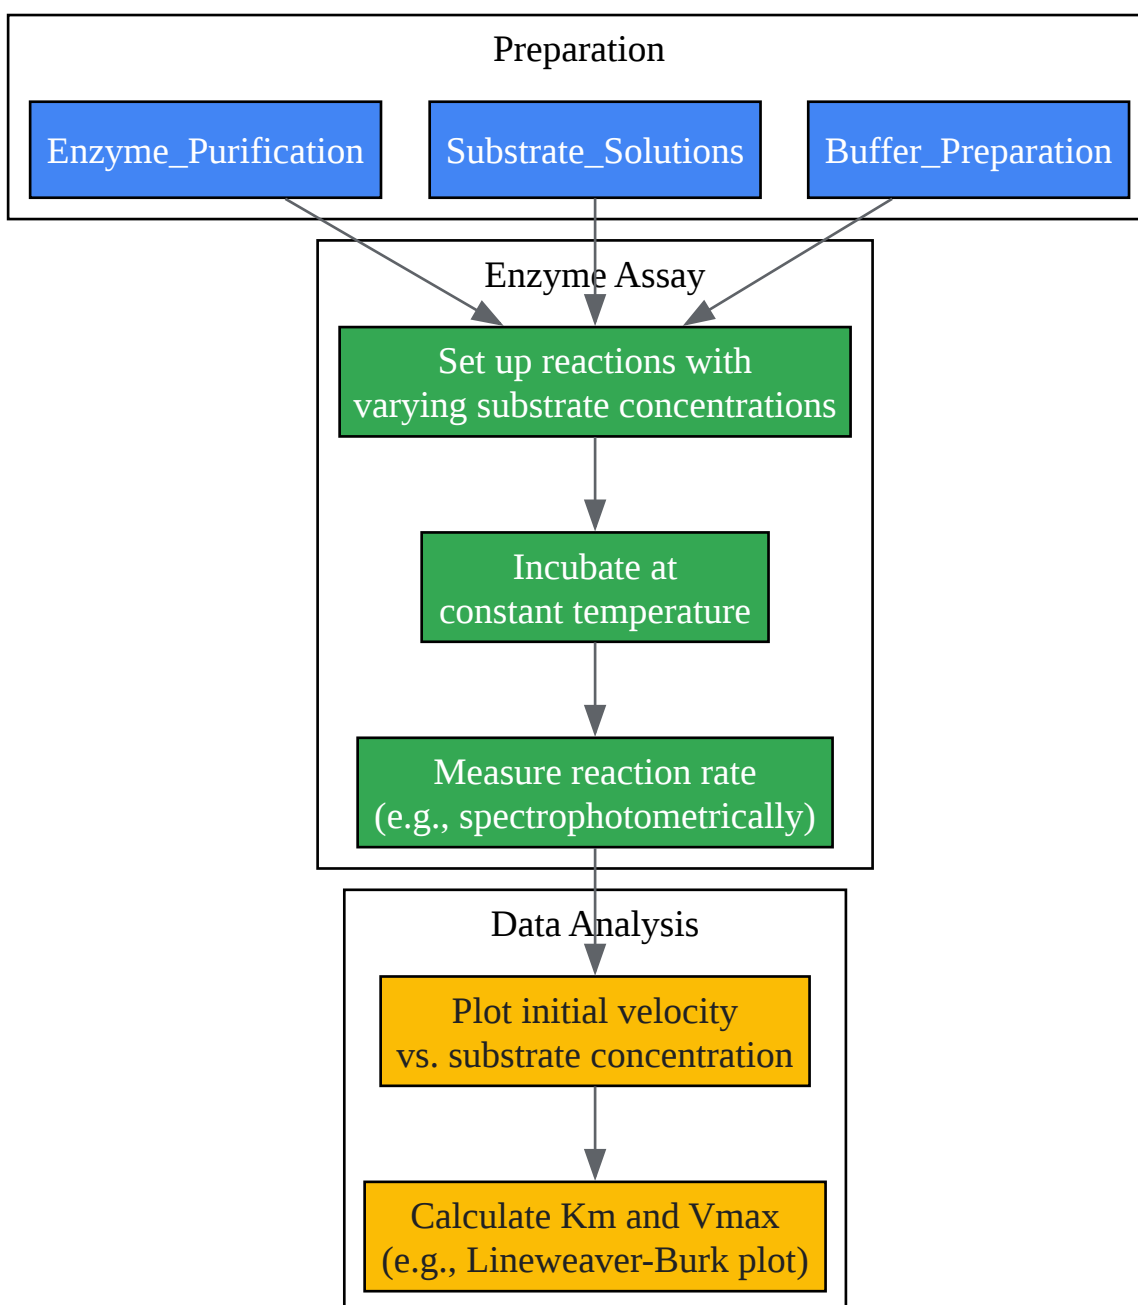 Preparation
Enzyme_Purification
Substrate_Solutions
Buffer_Preparation
Enzyme Assay
Set up reactions with
varying substrate concentrations
Incubate at
constant temperature
Measure reaction rate
(e.g., spectrophotometrically)
Data Analysis
Plot initial velocity
vs. substrate concentration
Calculate Km and Vmax
(e.g., Lineweaver-Burk plot)